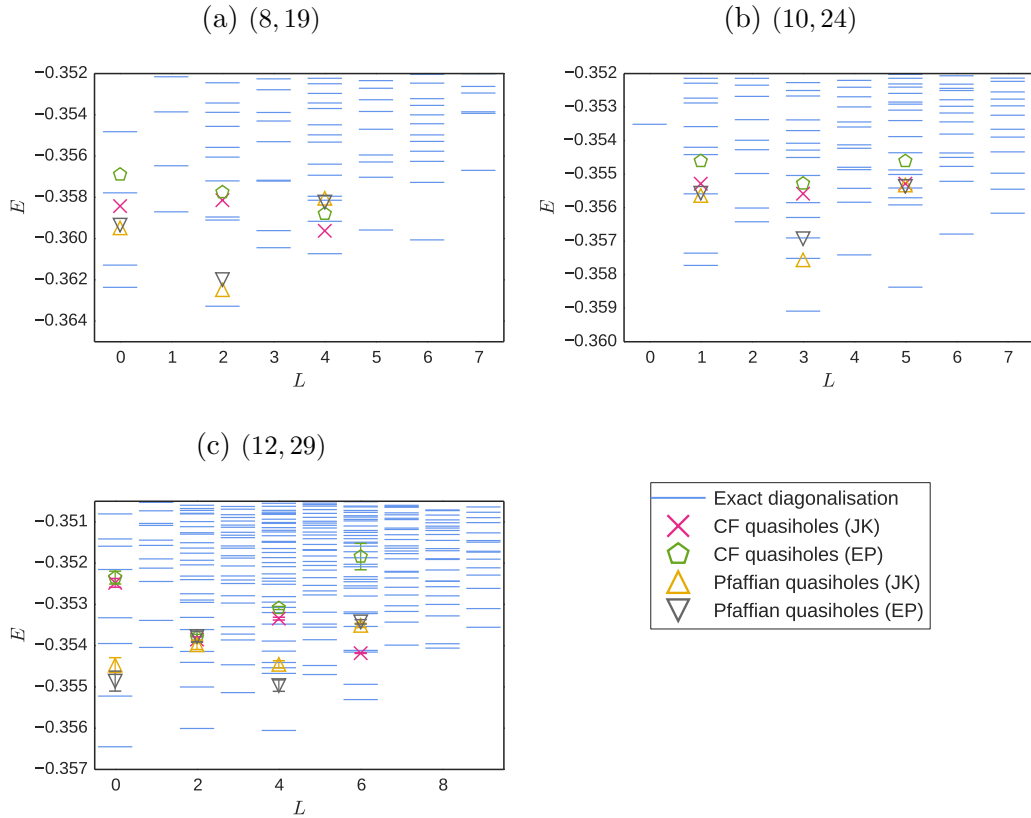 (a) (8, 19)
−0.352
−0.354
−0.356
−0.358
−0.360
−0.362
−0.364
E
0 1 2 3 4 5 6 7
L
(b) (10, 24)
−0.352
−0.353
−0.354
−0.355
−0.356
−0.357
−0.358
−0.359
−0.360
E
0 1 2 3 4 5 6 7
L
(c) (12, 29)
−0.351
−0.352
−0.353
−0.354
−0.355
−0.356
−0.357
E
0 2 4 6 8
L
Exact diagonalisation
CF quasiholes (JK)
CF quasiholes (EP)
Pfaffian quasiholes (JK)
Pfaffian quasiholes (EP)